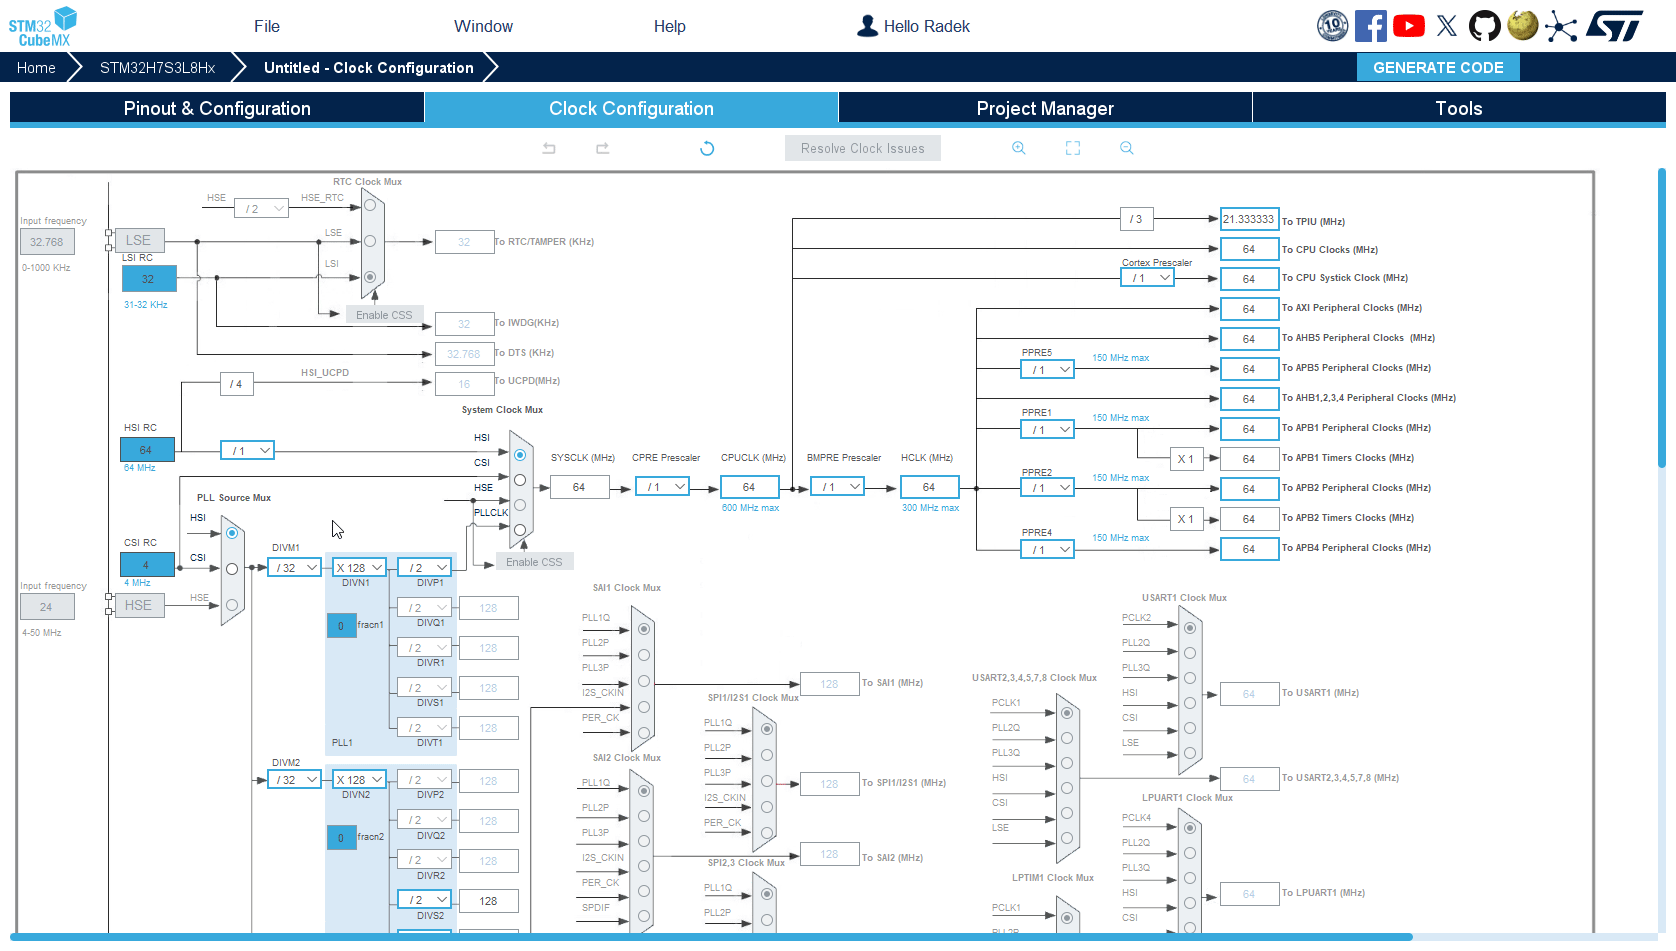 STM32
CubeMX
File
Window
Help
Hello Radek
10
Home
STM32H7S3L8Hx
Untitled - Clock Configuration
GENERATE CODE
Pinout & Configuration
Clock Configuration
Project Manager
Tools
Resolve Clock Issues
RTC Clock Mux
HSE
/ 2
HSE_RTC
Input frequency
32.768
0-1000 KHz
LSE
LSE
32
To RTC/TAMPER (KHz)
LSI RC
32
31-32 KHz
LSI
Enable CSS
32
To IWDG(KHz)
32.768
To DTS (KHz)
HSI_UCPD
/ 4
16
To UCPD(MHz)
/ 3
21.333333
To TPIU (MHz)
64
To CPU Clocks (MHz)
Cortex Prescaler
/ 1
64
To CPU Systick Clock (MHz)
64
To AXI Peripheral Clocks (MHz)
64
To AHB5 Peripheral Clocks (MHz)
PPRE5
/ 1
150 MHz max
64
To APB5 Peripheral Clocks (MHz)
64
To AHB1,2,3,4 Peripheral Clocks (MHz)
PPRE1
/ 1
150 MHz max
64
To APB1 Peripheral Clocks (MHz)
X 1
64
To APB1 Timers Clocks (MHz)
PPRE2
/ 1
150 MHz max
64
To APB2 Peripheral Clocks (MHz)
X 1
64
To APB2 Timers Clocks (MHz)
PPRE4
/ 1
150 MHz max
64
To APB4 Peripheral Clocks (MHz)
System Clock Mux
HSI RC
64
64 MHz
/ 1
HSI
CSI
HSE
PLLCLK
Enable CSS
SYSCLK (MHz)
64
CPRE Prescaler
/ 1
CPUCLK (MHz)
64
600 MHz max
BMPRE Prescaler
/ 1
HCLK (MHz)
64
300 MHz max
PLL Source Mux
HSI
CSI
HSE
CSI RC
4
4 MHz
Input frequency
24
4-50 MHz
HSE
DIVM1
/ 32
X 128
DIVN1
/ 2
DIVP1
0
fracn1
/ 2
DIVQ1
128
/ 2
DIVR1
128
/ 2
DIVS1
128
/ 2
DIVT1
128
PLL1
DIVM2
/ 32
X 128
DIVN2
/ 2
DIVP2
128
0
fracn2
/ 2
DIVQ2
128
/ 2
DIVR2
128
/ 2
DIVS2
128
SAI1 Clock Mux
PLL1Q
PLL2P
PLL3P
I2S_CKIN
PER_CK
128
To SAI1 (MHz)
SAI2 Clock Mux
PLL1Q
PLL2P
PLL3P
I2S_CKIN
PER_CK
SPDIF
128
To SAI2 (MHz)
SPI1/I2S1 Clock Mux
PLL1Q
PLL2P
PLL3P
I2S_CKIN
PER_CK
128
To SPI1/I2S1 (MHz)
SPI2,3 Clock Mux
PLL1Q
PLL2P
USART1 Clock Mux
PCLK2
PLL2Q
PLL3Q
HSI
CSI
LSE
64
To USART1 (MHz)
USART2,3,4,5,7,8 Clock Mux
PCLK1
PLL2Q
PLL3Q
HSI
CSI
LSE
64
To USART2,3,4,5,7,8 (MHz)
LPUART1 Clock Mux
PCLK4
PLL2Q
PLL3Q
HSI
CSI
64
To LPUART1 (MHz)
LPTIM1 Clock Mux
PCLK1
PLL2P